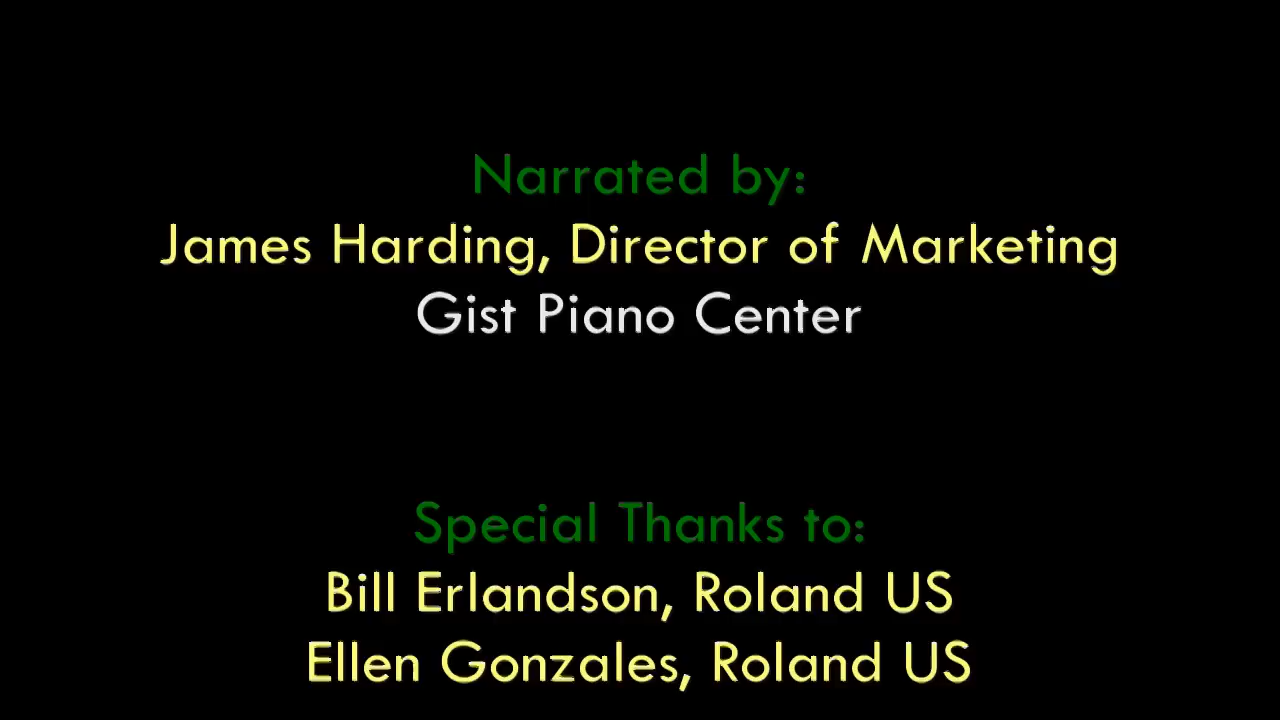 Narrated by:
James Harding, Director of Marketing
Gist Piano Center
Special Thanks to:
Bill Erlandson, Roland US
Ellen Gonzales, Roland US